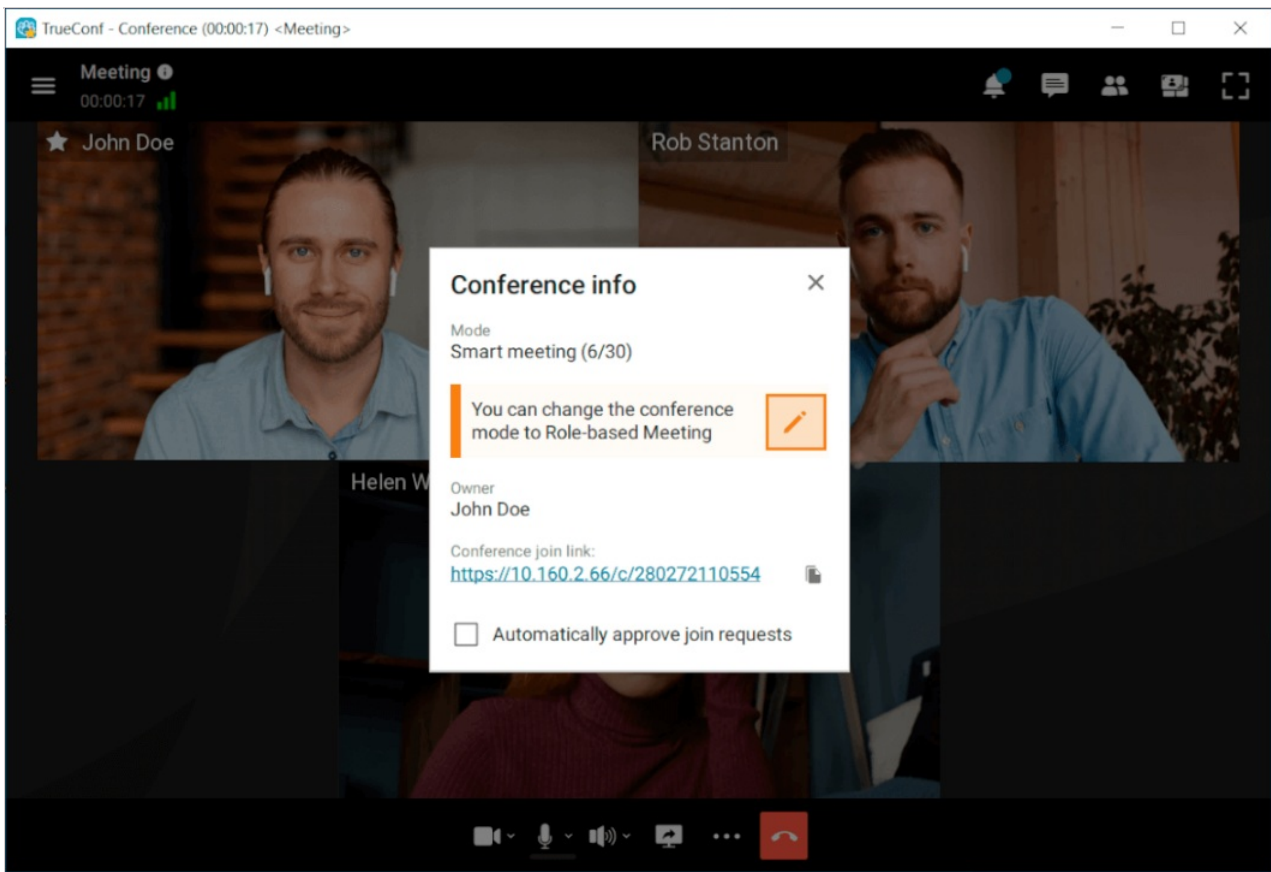 TrueConf - Conference (00:00:17) <Meeting>
Meeting
00:00:17
John Doe
Rob Stanton
Helen W
Conference info
Mode
Smart meeting (6/30)
You can change the conference
mode to Role-based Meeting
Owner
John Doe
Conference join link:
https://10.160.2.66/c/280272110554
Automatically approve join requests